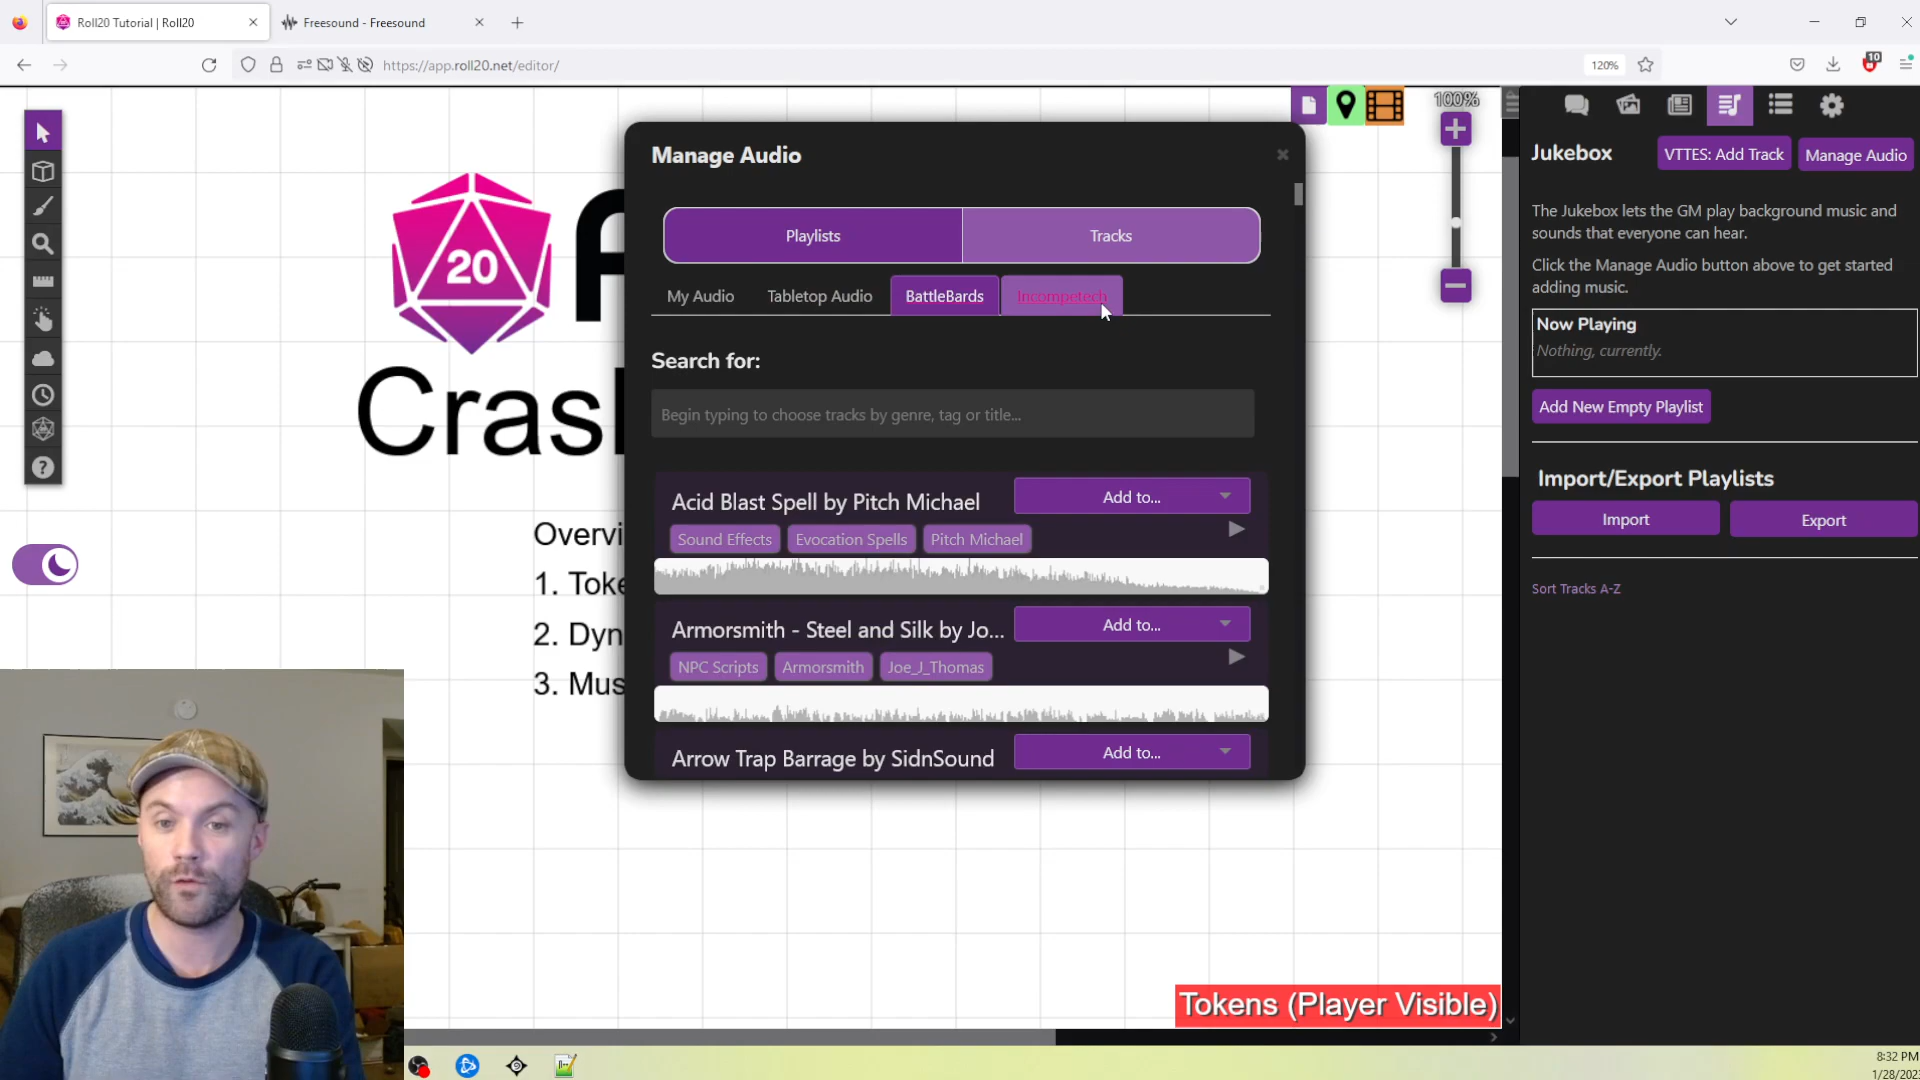 Roll20 Tutorial | Roll20
Freesound - Freesound
https://app.roll20.net/editor/
120%
10
100%
20
Cras
Overvi
1. Toke
2. Dyn
3. Mus
Manage Audio
Playlists
Tracks
My Audio
Tabletop Audio
BattleBards
Incompetech
Search for:
Begin typing to choose tracks by genre, tag or title...
Acid Blast Spell by Pitch Michael
Add to...
Sound Effects
Evocation Spells
Pitch Michael
Armorsmith - Steel and Silk by Jo...
Add to...
NPC Scripts
Armorsmith
Joe_J_Thomas
Arrow Trap Barrage by SidnSound
Add to...
Jukebox
VTTES: Add Track
Manage Audio
The Jukebox lets the GM play background music and
sounds that everyone can hear.
Click the Manage Audio button above to get started
adding music.
Now Playing
Nothing, currently.
Add New Empty Playlist
Import/Export Playlists
Import
Export
Sort Tracks A-Z
Tokens (Player Visible)
8:32 PM
1/28/202